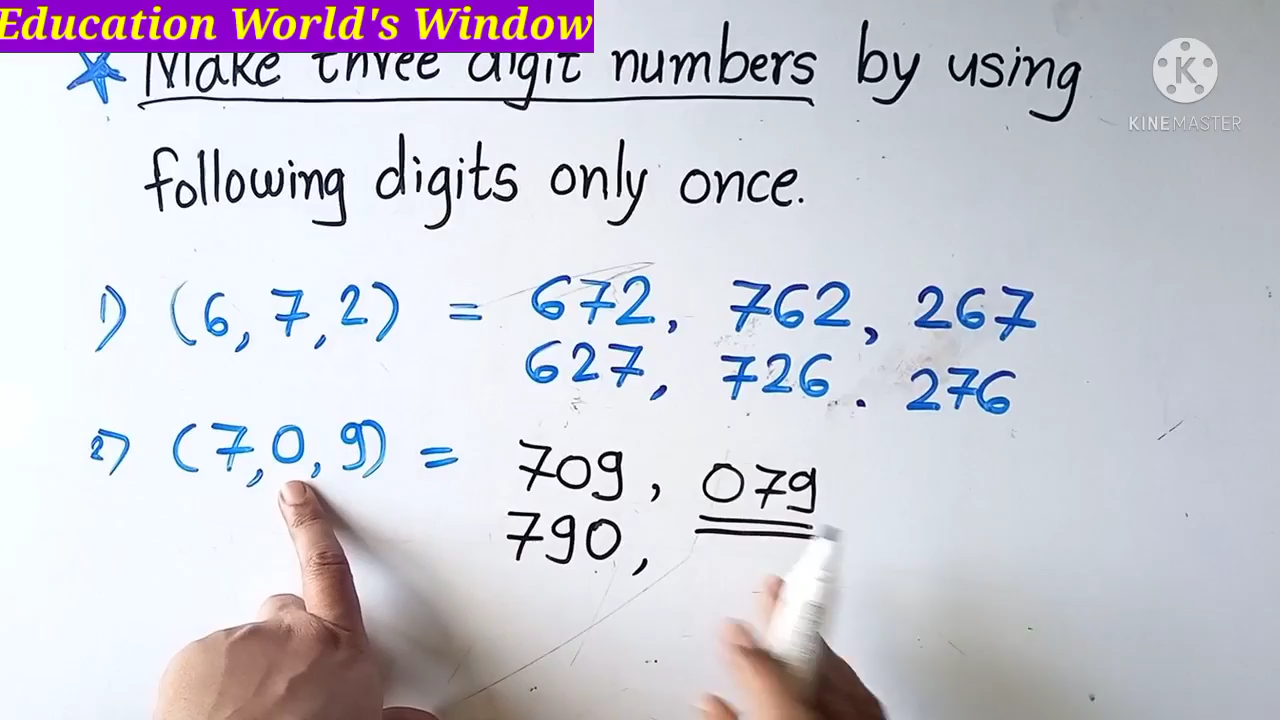 Education World's Window
Make three digit numbers by using
KINEMASTER
following digits only once.
1) (6, 7, 2) = 672, 762, 267
627, 726. 276
2) (7, 0, 9) = 709, 079
790,